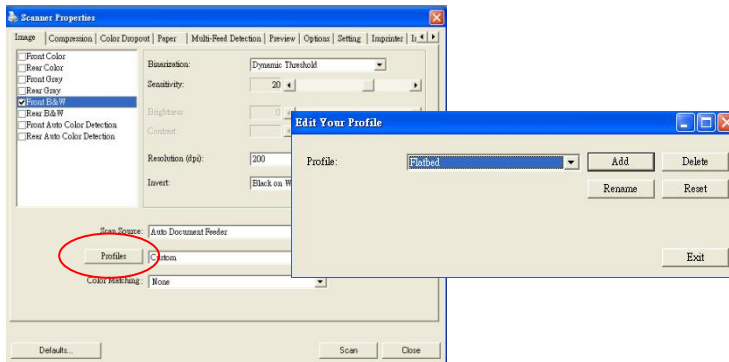 Scanner Properties
Image Compression Color Dropout Paper Multi-Feed Detection Preview Options Setting Imprinter
Front Color
Rear Color
Front Gray
Rear Gray
Front B&W
Rear B&W
Front Auto Color Detection
Rear Auto Color Detection
Binarization: Dynamic Threshold
Sensitivity: 20
Brightness: 0
Contrast:
Resolution (dpi): 200
Invert: Black on W
Scan Source: Auto Document Feeder
Profiles Custom
Color Matching: None
Defaults... Scan Close
Edit Your Profile
Profile: Flatbed Add Delete
Rename Reset
Exit